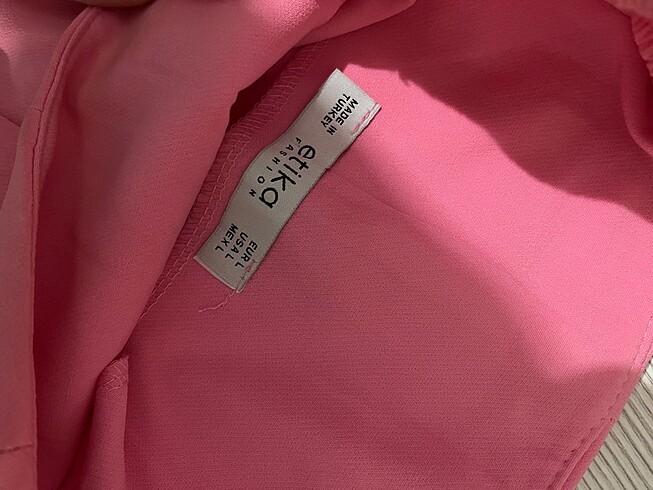 MADE IN
TURKEY
etika
FASHION
EUR L
USA L
MEX L